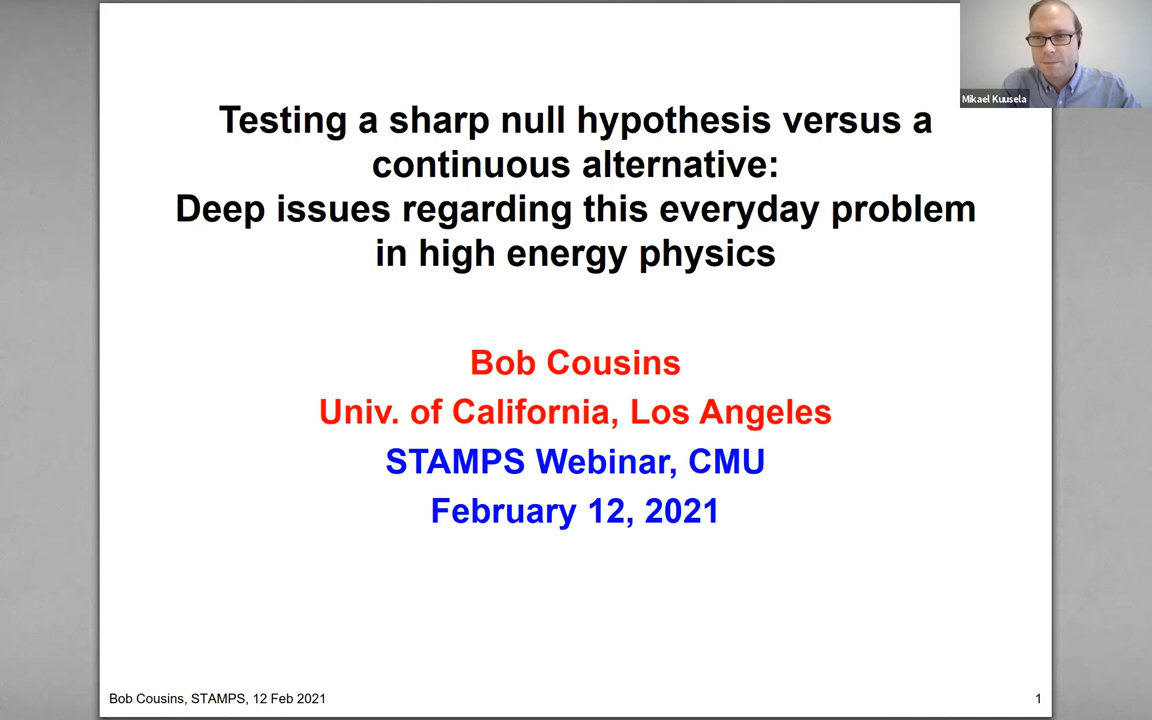 Testing a sharp null hypothesis versus a
continuous alternative:
Deep issues regarding this everyday problem
in high energy physics
Bob Cousins
Univ. of California, Los Angeles
STAMPS Webinar, CMU
February 12, 2021
Mikael Kuusela
Bob Cousins, STAMPS, 12 Feb 2021
1